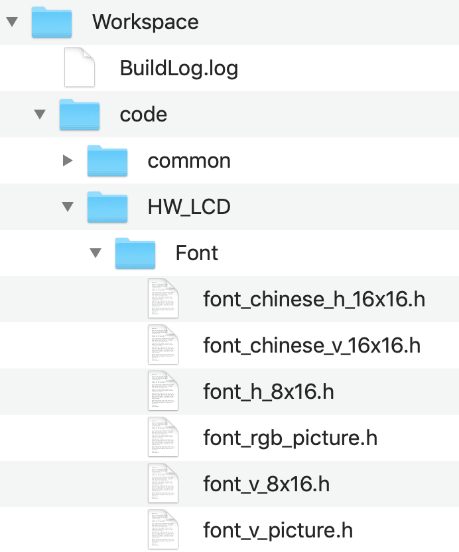 Workspace
BuildLog.log
code
common
HW_LCD
Font
font_chinese_h_16x16.h
font_chinese_v_16x16.h
font_h_8x16.h
font_rgb_picture.h
font_v_8x16.h
font_v_picture.h